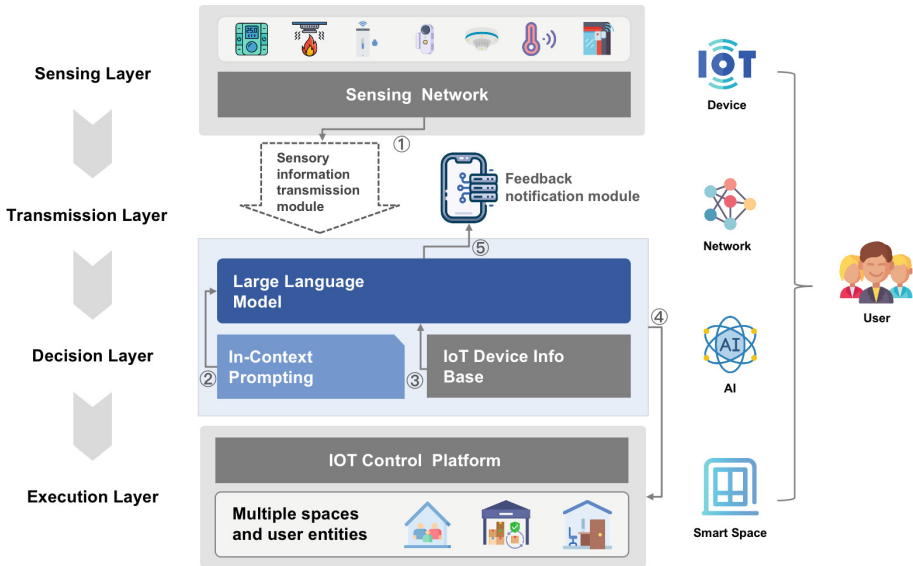 Sensing Layer
Transmission Layer
Decision Layer
Execution Layer
25.0
Sensing Network
①
Sensory
information
transmission
module
Feedback
notification module
⑤
Large Language
Model
④
②
In-Context
Prompting
③
IoT Device Info
Base
IOT Control Platform
Multiple spaces
and user entities
IOT
Device
Network
AI
AI
Smart Space
User